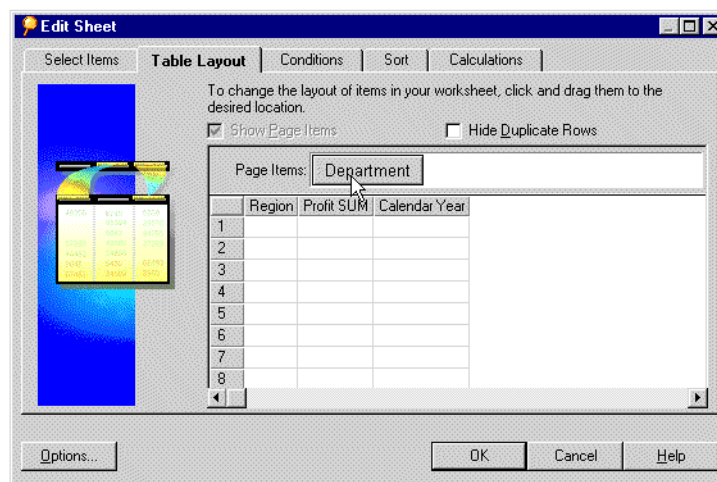 Edit Sheet
Select Items Table Layout Conditions Sort Calculations
To change the layout of items in your worksheet, click and drag them to the
desired location.
Show Page Items Hide Duplicate Rows
Page Items: Department
Region Profit SUM Calendar Year
1
2
3
4
5
6
7
8
Options... OK Cancel Help